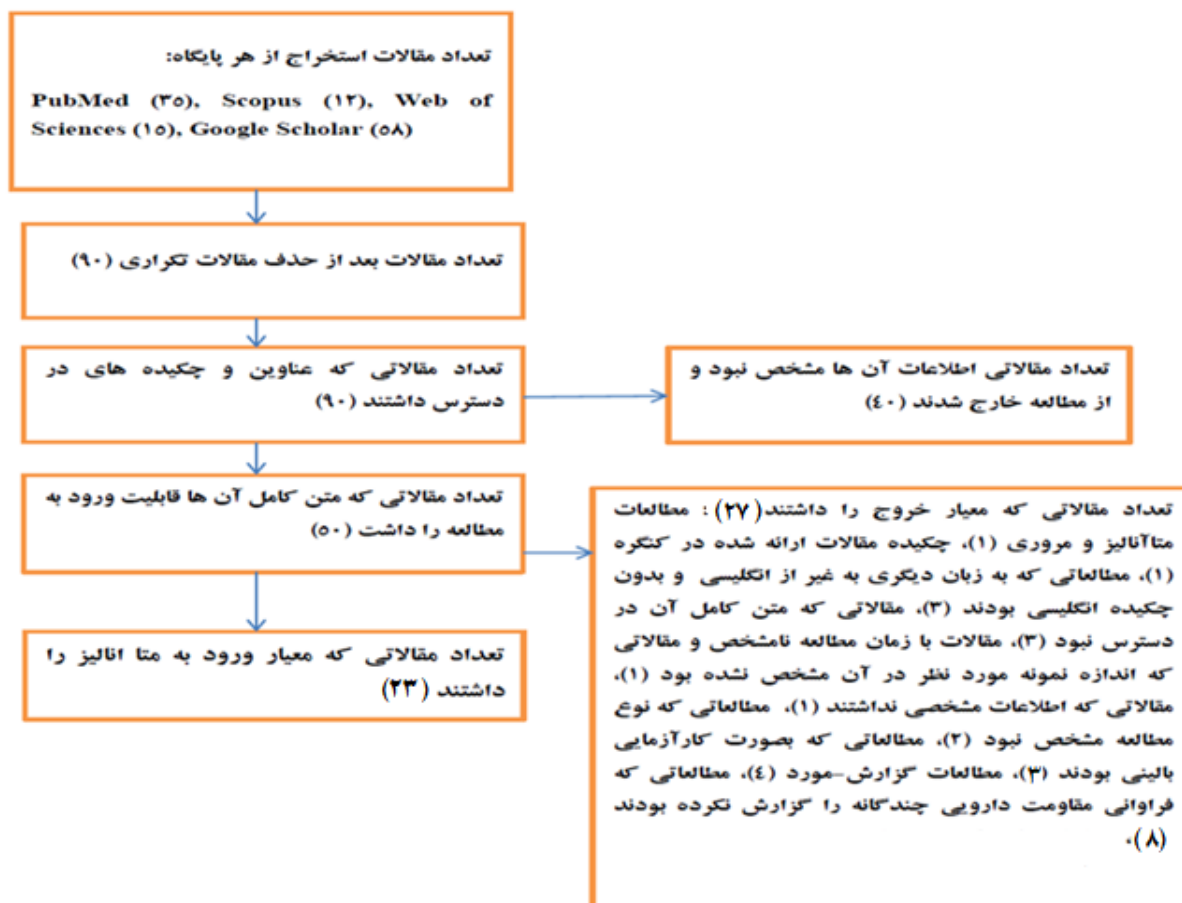 تعداد مقالات استخراج از هر پایگاه:
PubMed (۳۵), Scopus (۱۲), Web of
Sciences (۱۵), Google Scholar (۵۸)
تعداد مقالات بعد از حذف مقالات تکراری (۹۰)
تعداد مقالاتی که عناوین و چکیده های در
دسترس داشتند (۹۰)
تعداد مقالاتی اطلاعات آن ها مشخص نبود و
از مطالعه خارج شدند (٤۰)
تعداد مقالاتی که متن کامل آن ها قابلیت ورود به
مطالعه را داشت (۵۰)
تعداد مقالاتی که معیار خروج را داشتند(۲۷) : مطالعات
متاآنالیز و مروری (۱)، چکیده مقالات ارائه شده در کنگره
(۱)، مطالعاتی که به زبان دیگری به غیر از انگلیسی و بدون
چکیده انگلیسی بودند (۳)، مقالاتی که متن کامل آن در
دسترس نبود (۳)، مقالات با زمان مطالعه نامشخص و مقالاتی
که اندازه نمونه مورد نظر در آن مشخص نشده بود (۱)،
مقالاتی که اطلاعات مشخصی نداشتند (۱)، مطالعاتی که نوع
مطالعه مشخص نبود (۲)، مطالعاتی که بصورت کارآزمایی
بالینی بودند (۳)، مطالعات گزارش-مورد (٤)، مطالعاتی که
فراوانی مقاومت دارویی چندگانه را گزارش نکرده بودند
(۸).
تعداد مقالاتی که معیار ورود به متا انالیز را
داشتند (۲۳)